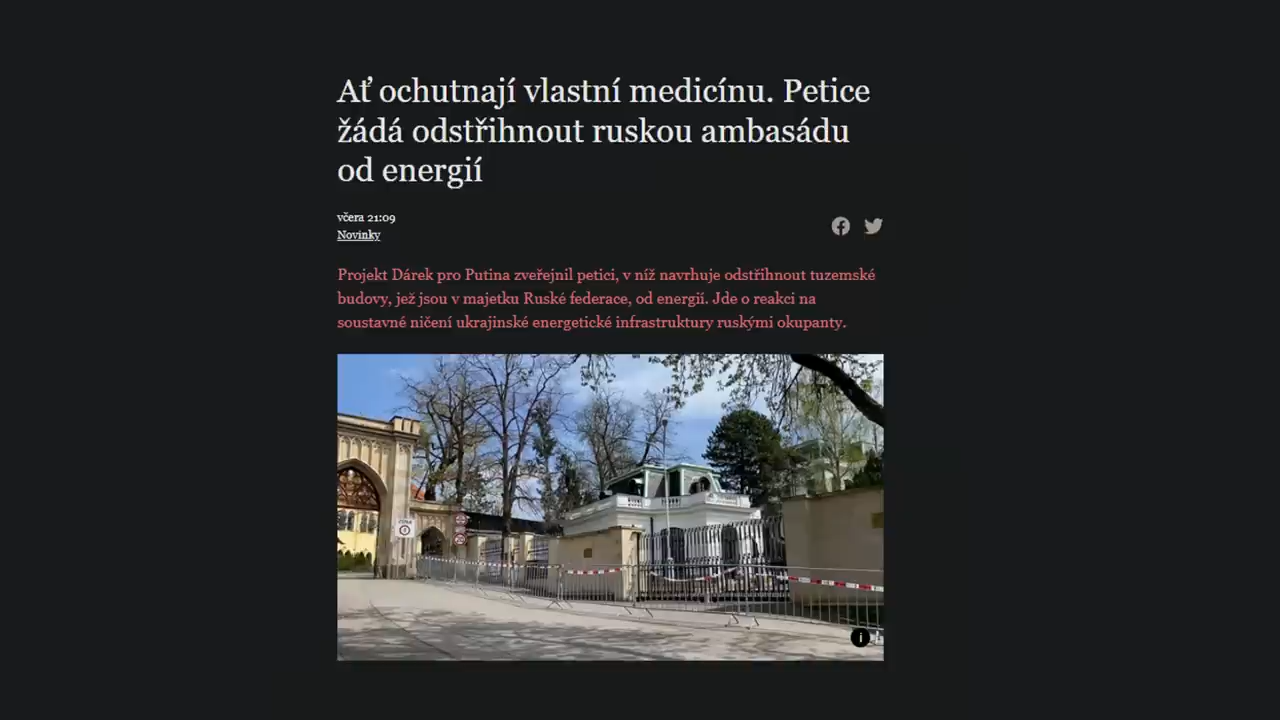 Ať ochutnají vlastní medicínu. Petice
žádá odstřihnout ruskou ambasádu
od energií
včera 21:09
Novinky
Projekt Dárek pro Putina zveřejnil petici, v níž navrhuje odstřihnout tuzemské
budovy, jež jsou v majetku Ruské federace, od energií. Jde o reakci na
soustavné ničení ukrajinské energetické infrastruktury ruskými okupanty.